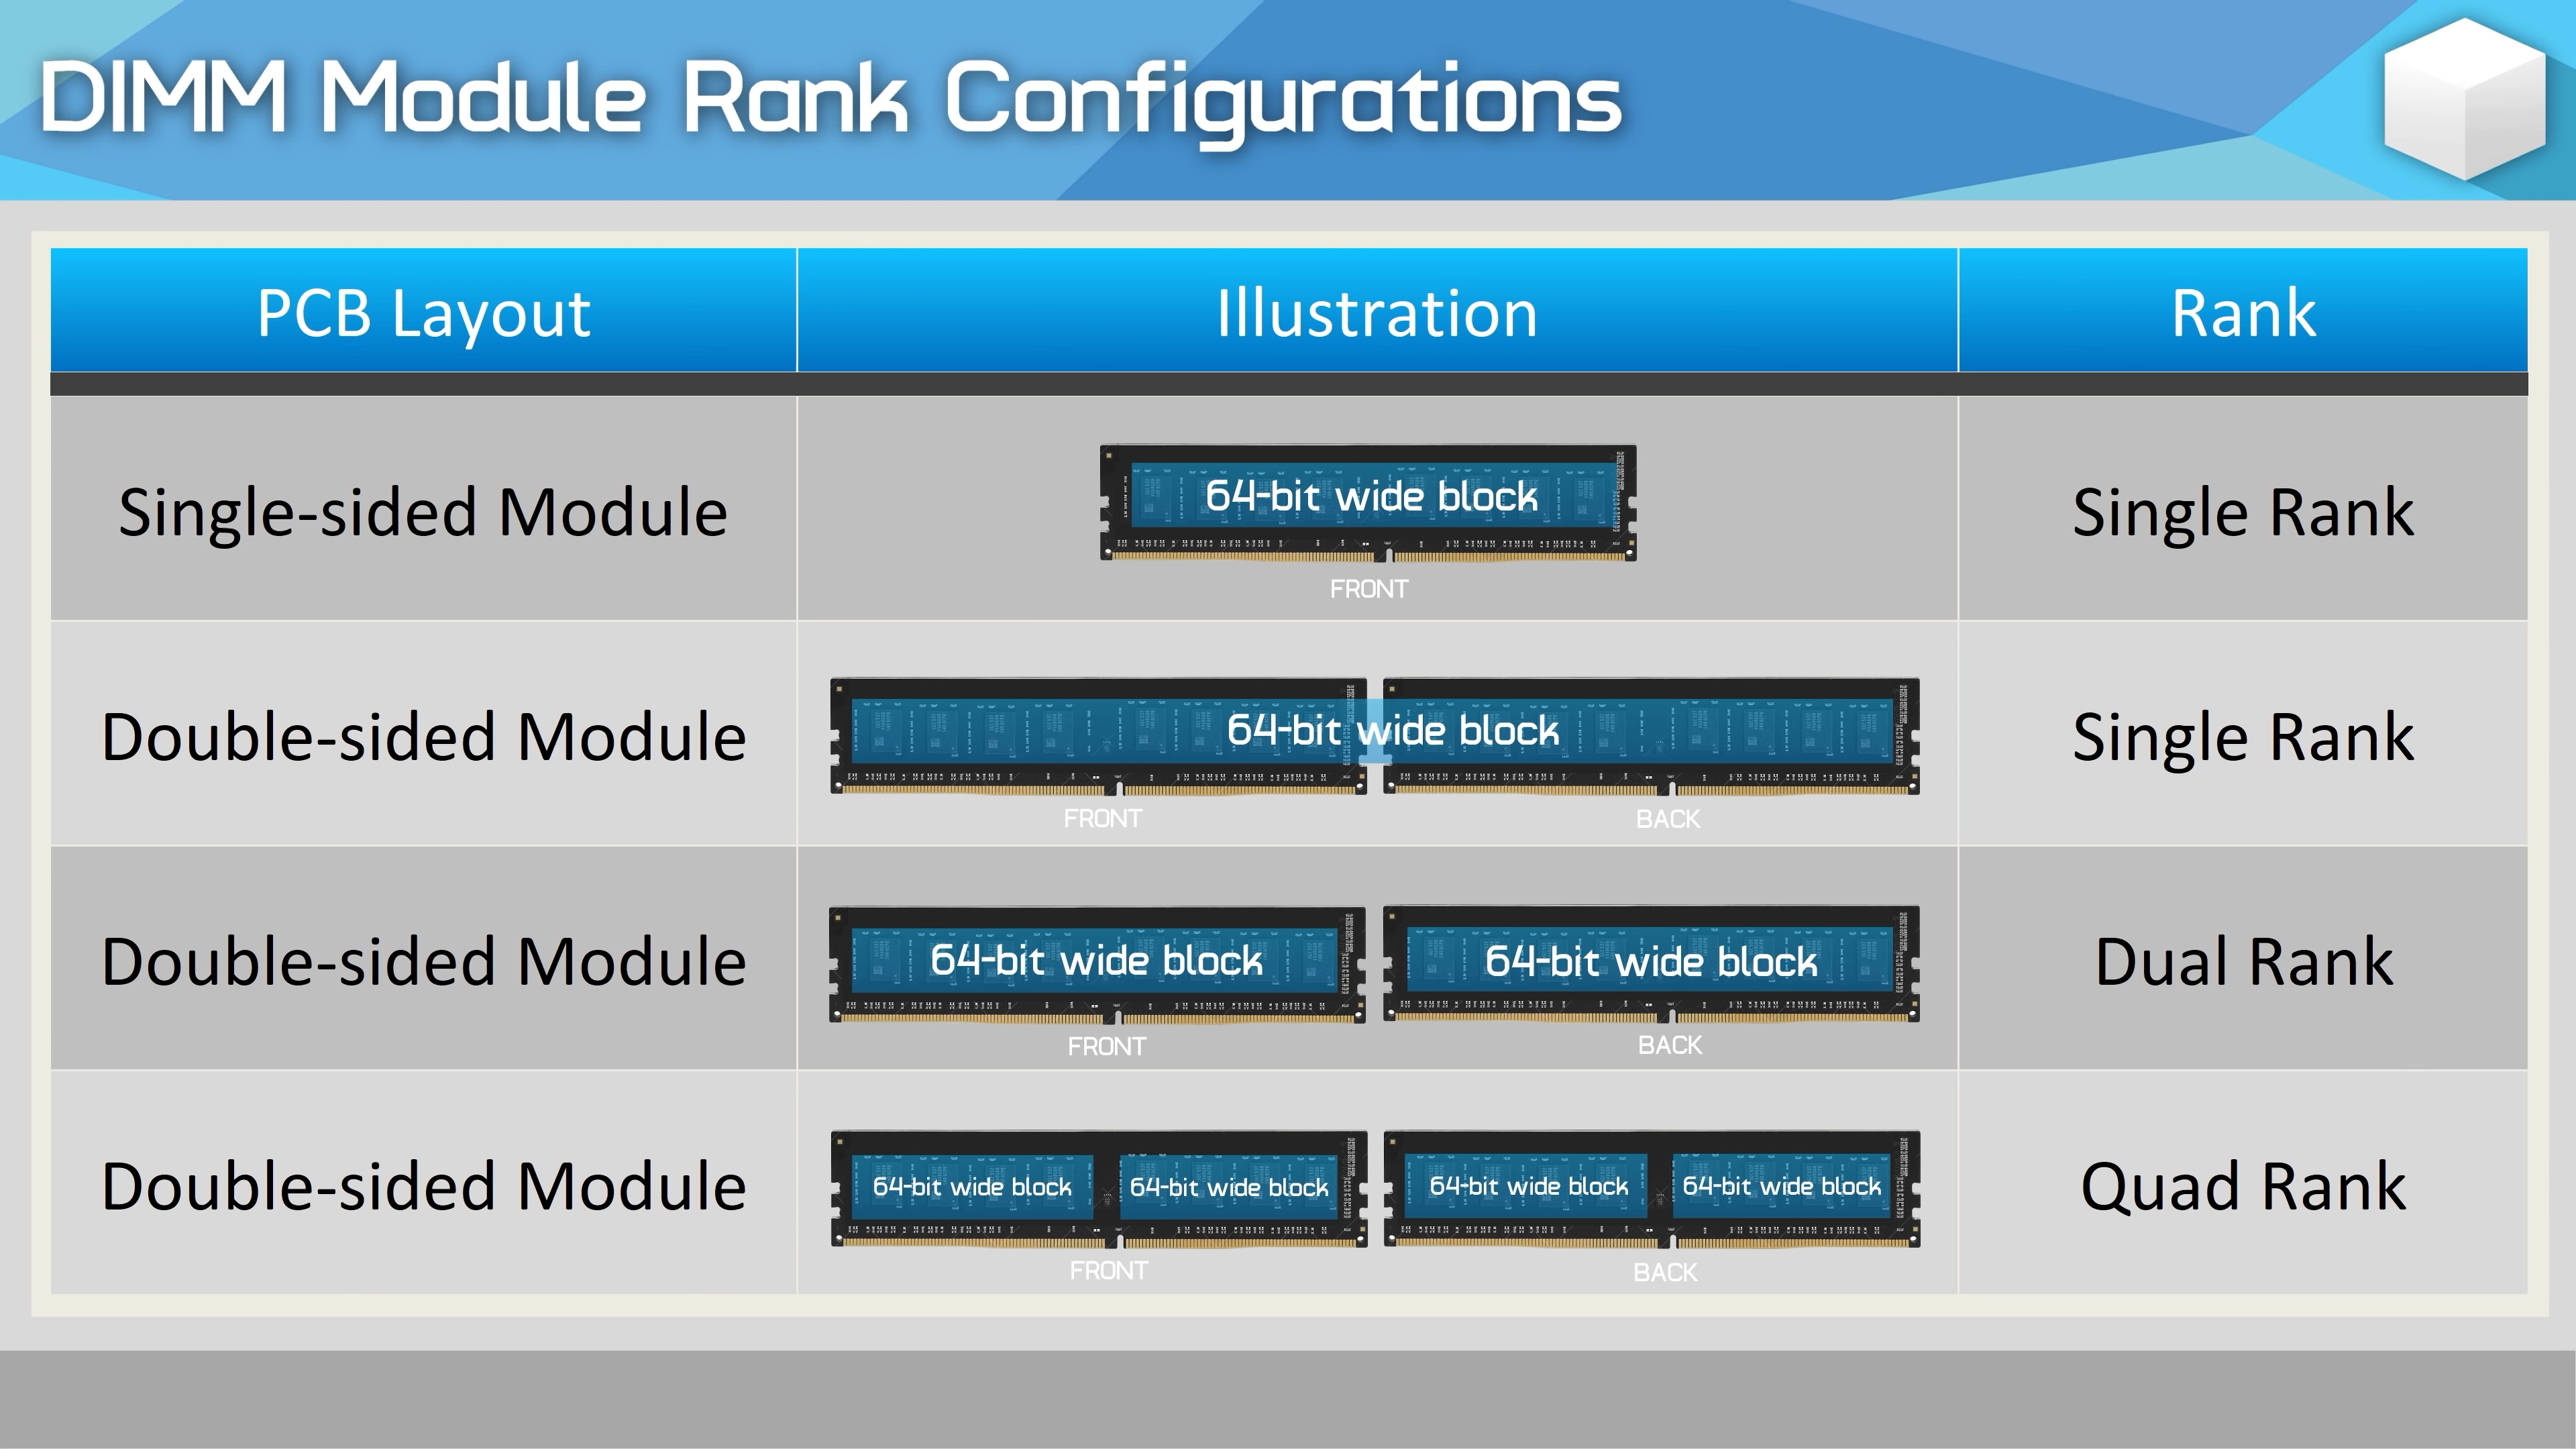 DIMM Module Rank Configurations
PCB Layout
Illustration
Rank
Single-sided Module
64-bit wide block
FRONT
Single Rank
Double-sided Module
64-bit wide block
FRONT
BACK
Single Rank
Double-sided Module
64-bit wide block
64-bit wide block
FRONT
BACK
Dual Rank
Double-sided Module
64-bit wide block
64-bit wide block
64-bit wide block
64-bit wide block
FRONT
BACK
Quad Rank